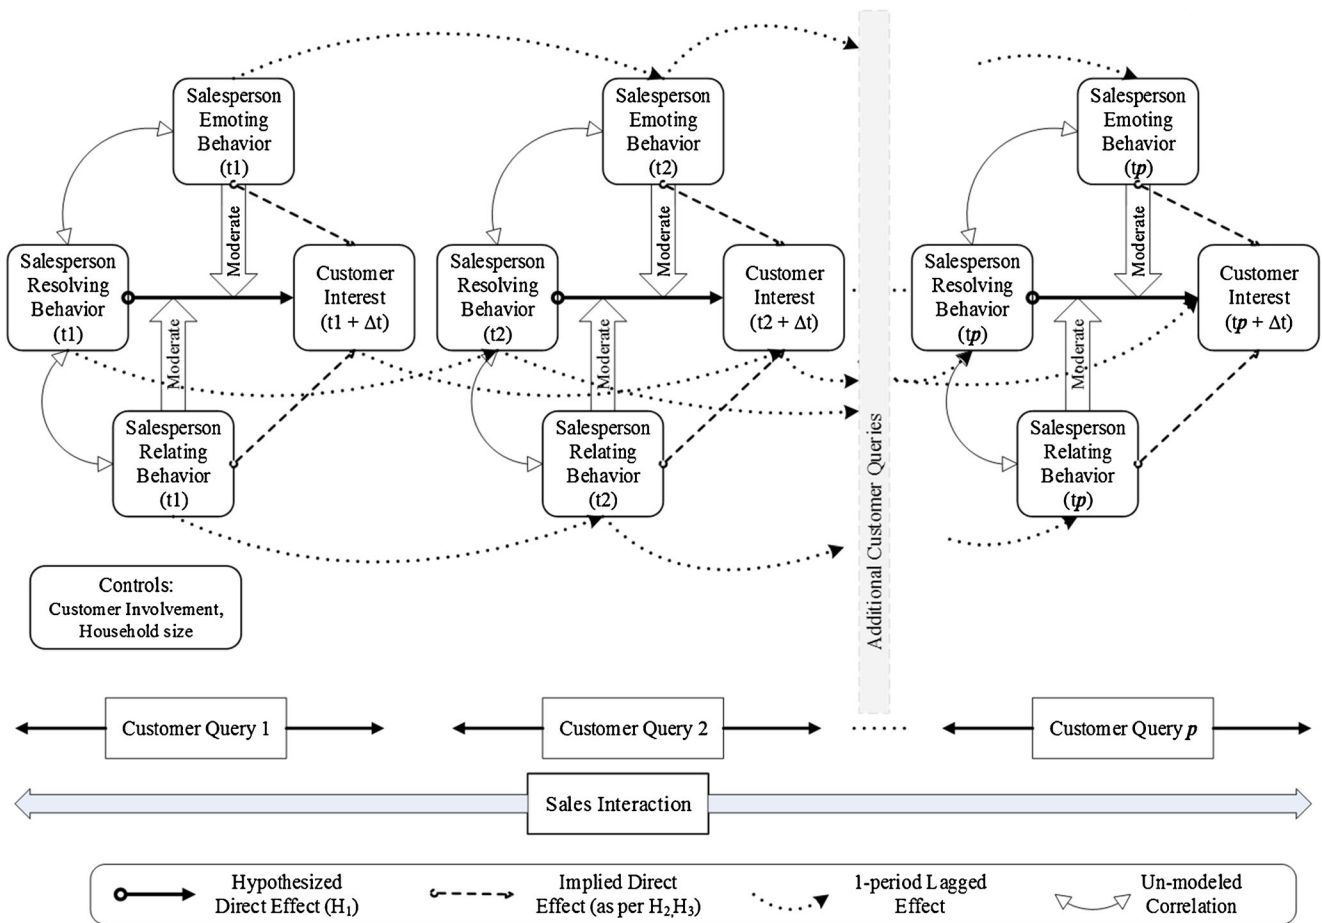 Salesperson
Emoting
Behavior
(t1)
Salesperson
Emoting
Behavior
(t2)
Salesperson
Emoting
Behavior
(tp)
Moderate
Moderate
Moderate
Salesperson
Resolving
Behavior
(t1)
Customer
Interest
(t1 + Δt)
Salesperson
Resolving
Behavior
(t2)
Customer
Interest
(t2 + Δt)
Salesperson
Resolving
Behavior
(tp)
Customer
Interest
(tp + Δt)
Moderate
Moderate
Moderate
Salesperson
Relating
Behavior
(t1)
Salesperson
Relating
Behavior
(t2)
Salesperson
Relating
Behavior
(tp)
Additional Customer Queries
Controls:
Customer Involvement,
Household size
Customer Query 1
Customer Query 2
Customer Query p
Sales Interaction
Hypothesized
Direct Effect (H₁)
Implied Direct
Effect (as per H₂,H₃)
1-period Lagged
Effect
Un-modeled
Correlation